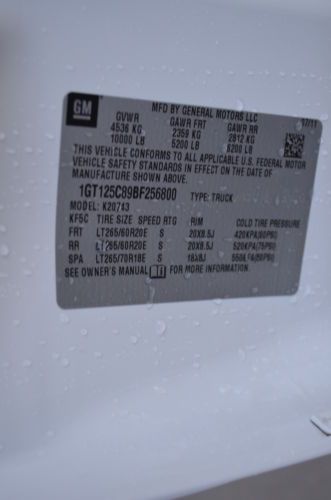 GM
MFD BY GENERAL MOTORS LLC
GVWR GAWR FRT GAWR RR
4536 KG 2359 KG 2812 KG
10000 LB 5200 LB 6200 LB
THIS VEHICLE CONFORMS TO ALL APPLICABLE U.S. FEDERAL MOTOR
VEHICLE SAFETY STANDARDS IN EFFECT ON THE DATE OF
MANUFACTURE SHOWN ABOVE.
1GT125C89BF256800 TYPE: TRUCK
MODEL: K20743
KF5C TIRE SIZE SPEED RTG RIM COLD TIRE PRESSURE
FRT LT265/60R20E S 20X8.5J 420KPA(60PSI)
RR LT265/60R20E S 20X8.5J 520KPA(75PSI)
SPA LT265/70R18E S 18X8J 550KPA(80PSI)
SEE OWNER'S MANUAL FOR MORE INFORMATION.